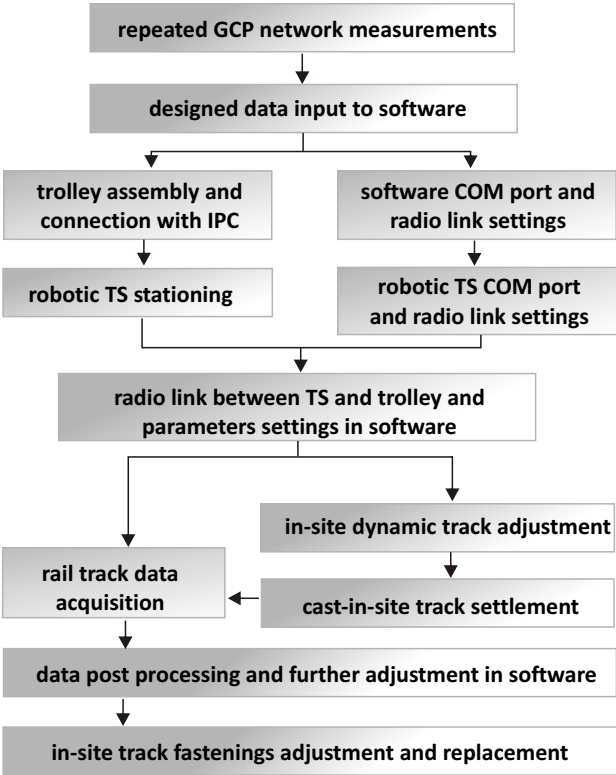 repeated GCP network measurements
designed data input to software
trolley assembly and
connection with IPC
software COM port and
radio link settings
robotic TS stationing
robotic TS COM port
and radio link settings
radio link between TS and trolley and
parameters settings in software
in-site dynamic track adjustment
rail track data
acquisition
cast-in-site track settlement
data post processing and further adjustment in software
in-site track fastenings adjustment and replacement